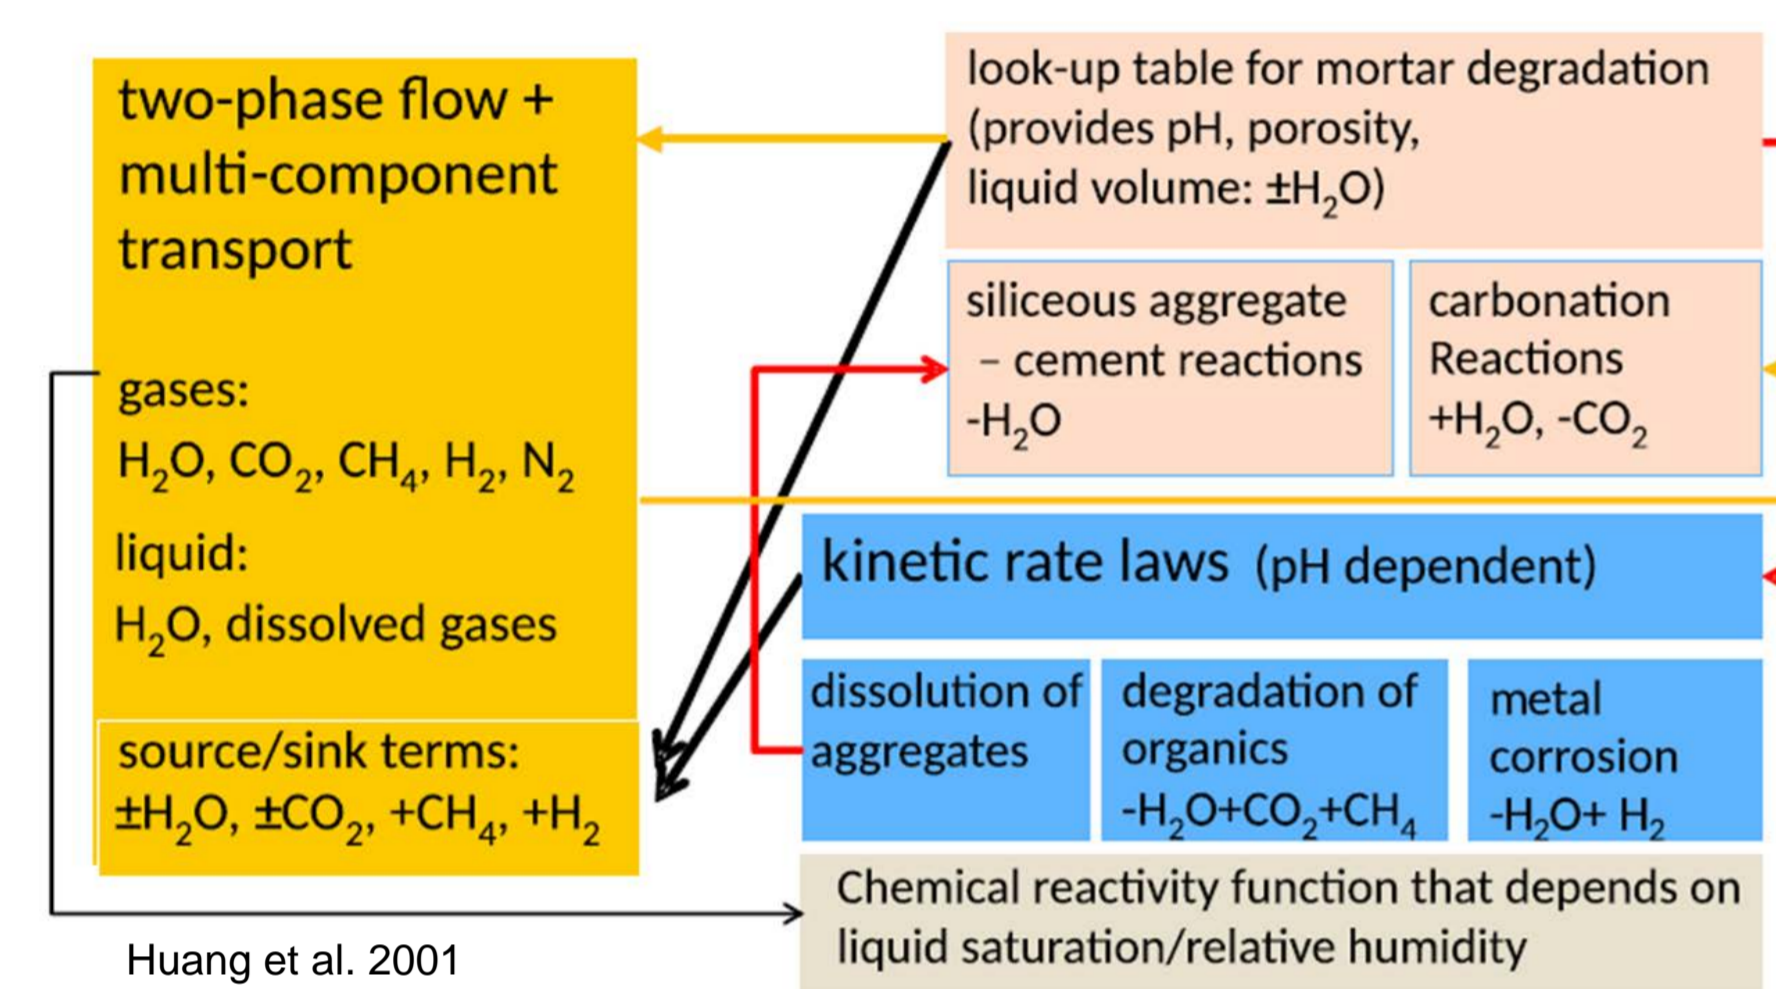 two-phase flow +
multi-component
transport
gases:
H₂O, CO₂, CH₄, H₂, N₂
liquid:
H₂O, dissolved gases
source/sink terms:
±H₂O, ±CO₂, +CH₄, +H₂
look-up table for mortar degradation
(provides pH, porosity,
liquid volume: ±H₂O)
siliceous aggregate
– cement reactions
-H₂O
carbonation
Reactions
+H₂O, -CO₂
kinetic rate laws (pH dependent)
dissolution of
aggregates
degradation of
organics
-H₂O+CO₂+CH₄
metal
corrosion
-H₂O+ H₂
Chemical reactivity function that depends on
liquid saturation/relative humidity
Huang et al. 2001